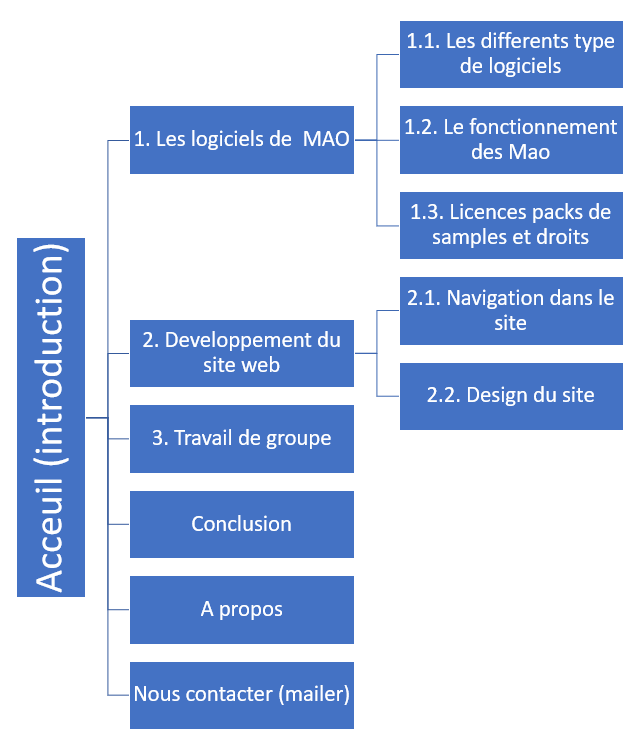 Acceuil (introduction)
1. Les logiciels de  MAO
1.1. Les differents type
de logiciels
1.2. Le fonctionnement
des Mao
1.3. Licences packs de
samples et droits
2. Developpement du
site web
2.1. Navigation dans le
site
2.2. Design du site
3. Travail de groupe
Conclusion
A propos
Nous contacter (mailer)